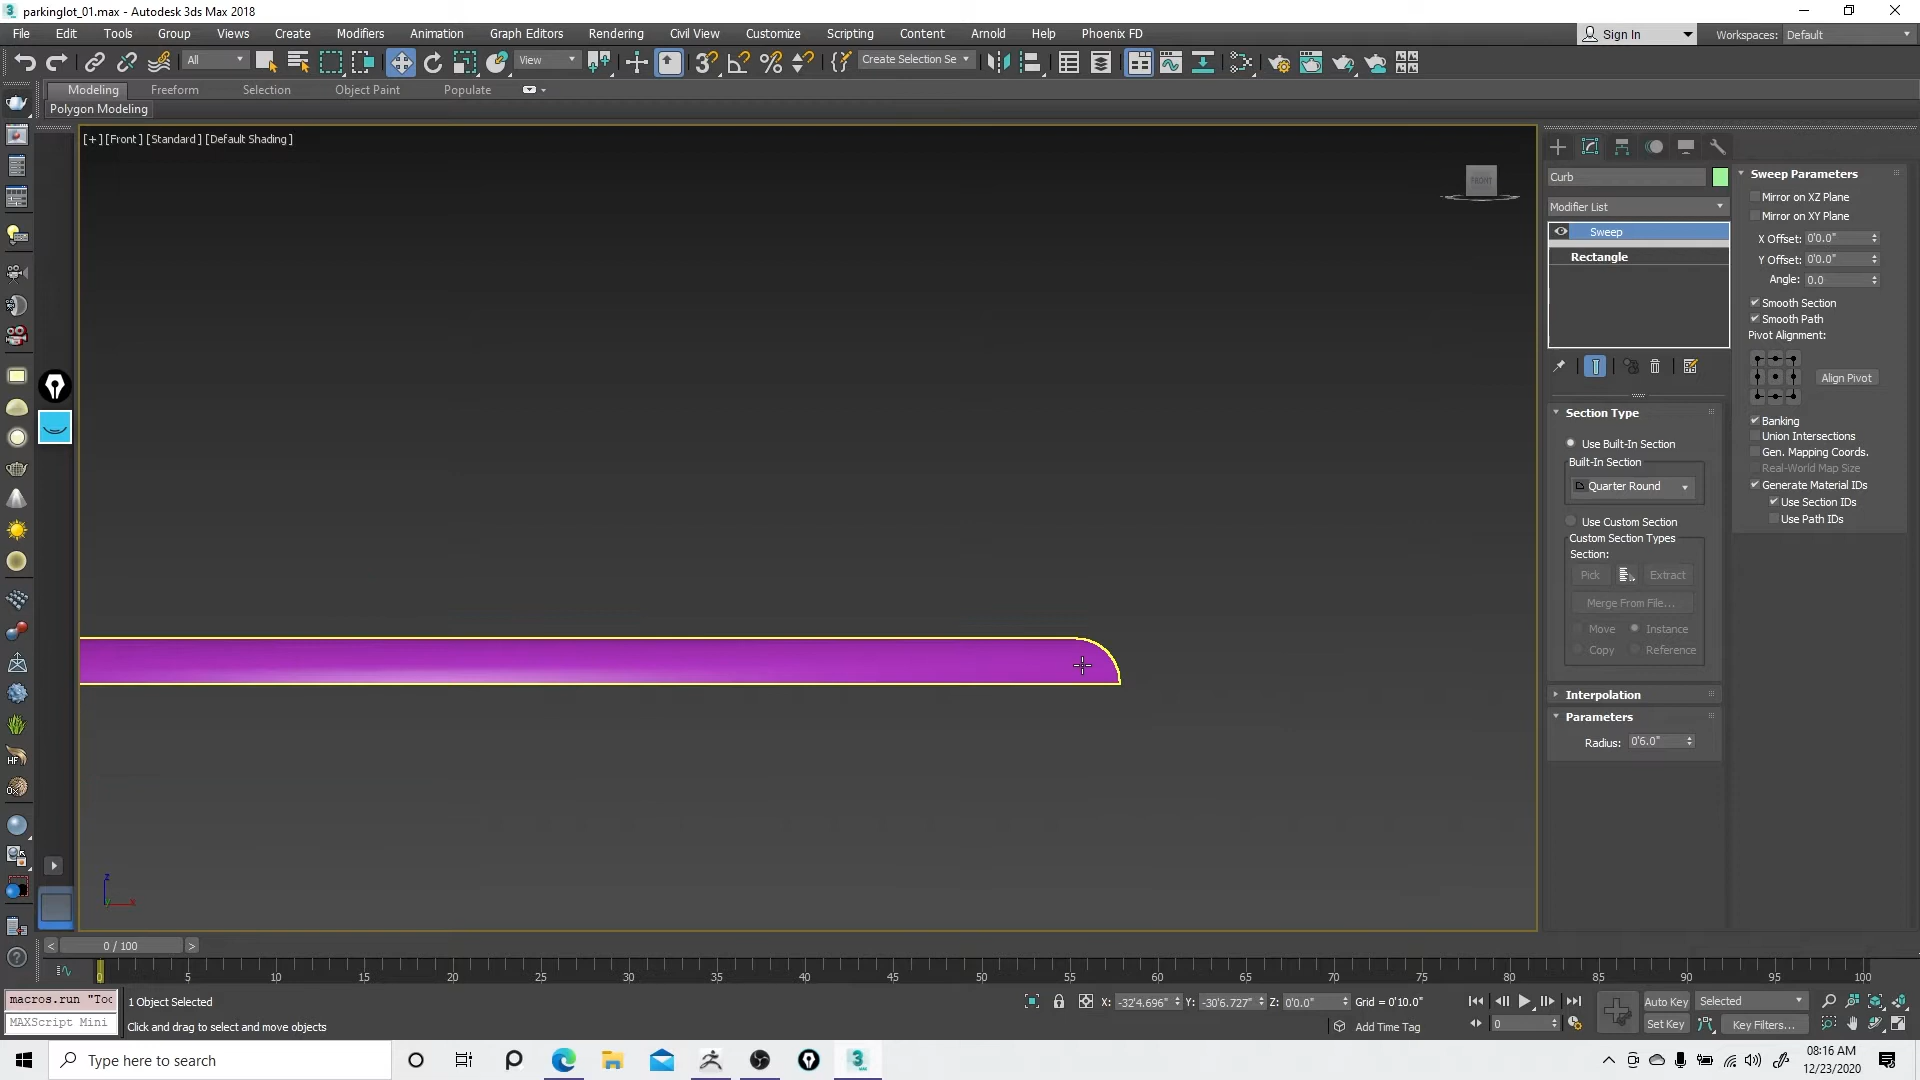 parkinglot_01.max - Autodesk 3ds Max 2018
File Edit Tools Group Views Create Modifiers Animation Graph Editors Rendering Civil View Customize Scripting Content Arnold Help Phoenix FD
Sign In Workspaces: Default
All View Create Selection Se
Modeling Freeform Selection Object Paint Populate
Polygon Modeling
[+] [Front] [Standard] [Default Shading]
FRONT
Curb
Modifier List
Sweep
Rectangle
Section Type
Use Built-In Section
Built-In Section
Quarter Round
Use Custom Section
Custom Section Types
Section:
Pick Extract
Merge From File...
Move Instance
Copy Reference
Interpolation
Parameters
Radius: 0'6.0"
Sweep Parameters
Mirror on XZ Plane
Mirror on XY Plane
X Offset: 0'0.0"
Y Offset: 0'0.0"
Angle: 0.0
Smooth Section
Smooth Path
Pivot Alignment:
Align Pivot
Banking
Union Intersections
Gen. Mapping Coords.
Real-World Map Size
Generate Material IDs
Use Section IDs
Use Path IDs
HF
z
x
< 0 / 100 >
0 5 10 15 20 25 30 35 40 45 50 55 60 65 70 75 80 85 90 95 100
macros.run "Toc
MAXScript Mini
1 Object Selected
Click and drag to select and move objects
X: -32'4.696" Y: -30'6.727" Z: 0'0.0" Grid = 0'10.0"
Add Time Tag
0
Auto Key Selected
Set Key Key Filters...
Type here to search
08:16 AM
12/23/2020